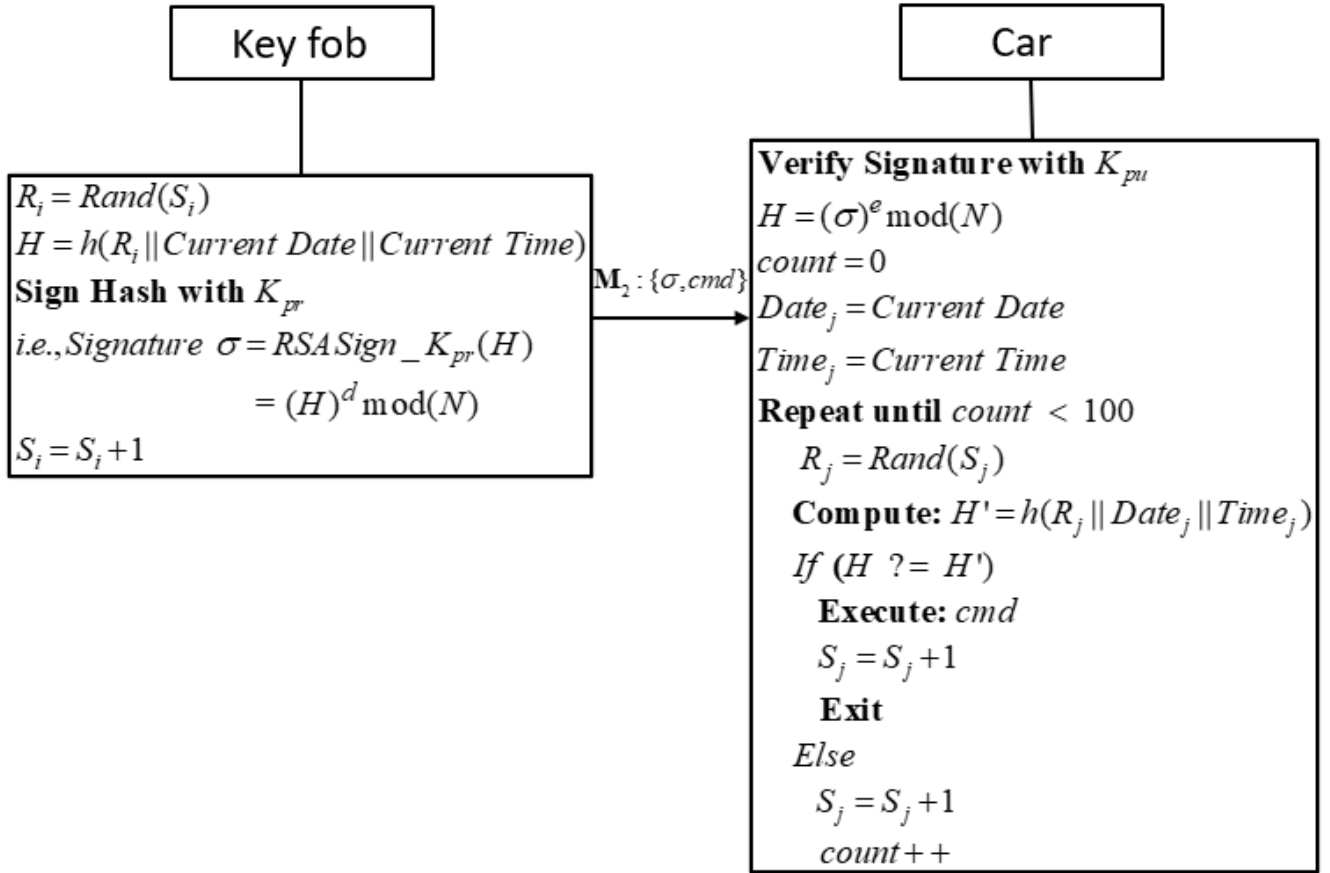 Key fob
R_i = Rand(S_i)
H = h(R_i || Current Date || Current Time)
Sign Hash with K_pr
i.e., Signature σ = RSASign_K_pr(H)
= (H)^d mod(N)
S_i = S_i+1
M_2 : {σ,cmd}
Car
Verify Signature with K_pu
H = (σ)^e mod(N)
count = 0
Date_j = Current Date
Time_j = Current Time
Repeat until count < 100
R_j = Rand(S_j)
Compute: H' = h(R_j || Date_j || Time_j)
If (H ?= H')
Execute: cmd
S_j = S_j +1
Exit
Else
S_j = S_j +1
count++